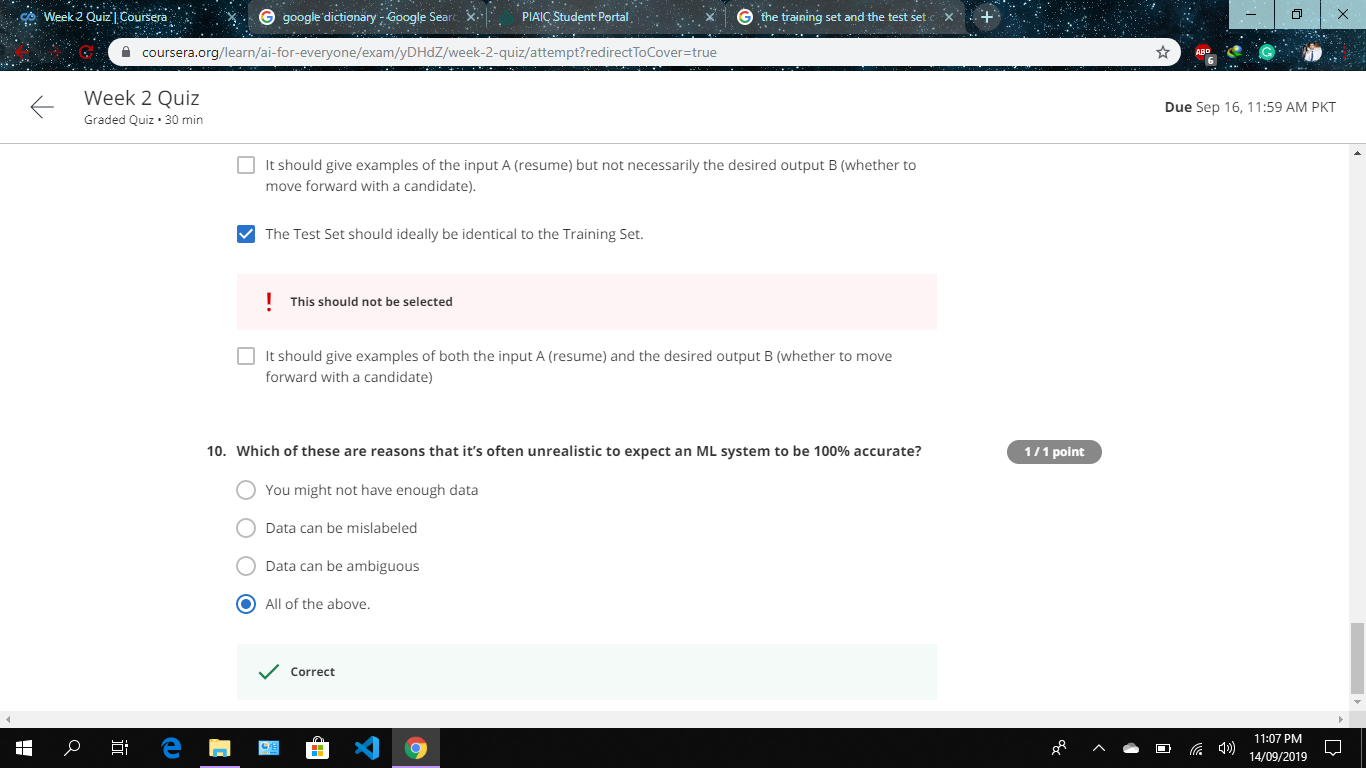 Week 2 Quiz | Coursera
google dictionary - Google Sear
PIAIC Student Portal
the training set and the test set c
coursera.org/learn/ai-for-everyone/exam/yDHdZ/week-2-quiz/attempt?redirectToCover=true
ABP
6
G
Week 2 Quiz
Graded Quiz • 30 min
Due Sep 16, 11:59 AM PKT
It should give examples of the input A (resume) but not necessarily the desired output B (whether to
move forward with a candidate).
The Test Set should ideally be identical to the Training Set.
This should not be selected
It should give examples of both the input A (resume) and the desired output B (whether to move
forward with a candidate)
10. Which of these are reasons that it’s often unrealistic to expect an ML system to be 100% accurate?
1 / 1 point
You might not have enough data
Data can be mislabeled
Data can be ambiguous
All of the above.
Correct
11:07 PM
14/09/2019